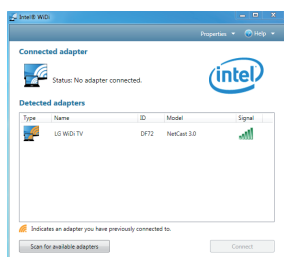 Intel® WiDi
Properties Help
Connected adapter
Status: No adapter connected.
intel
Detected adapters
Type Name ID Model Signal
LG WiDi TV DF72 NetCast 3.0
Indicates an adapter you have previously connected to.
Scan for available adapters Connect